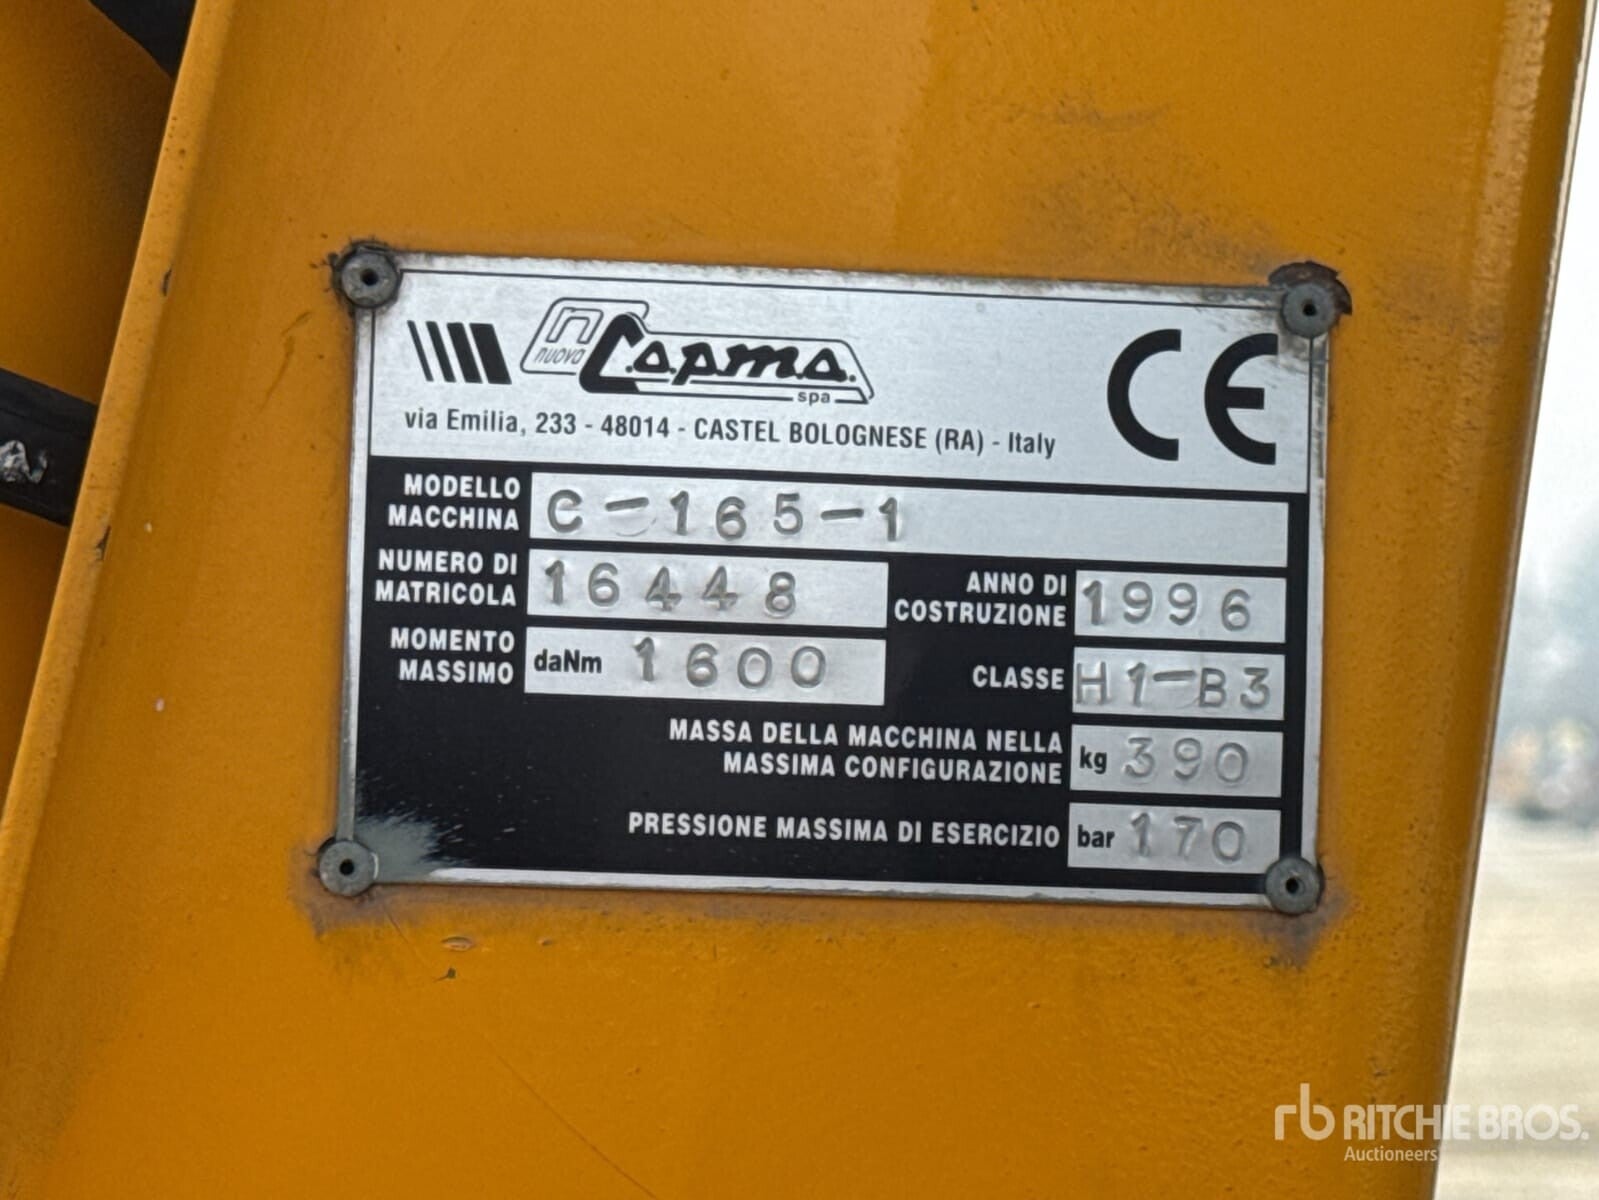 n nuovo
Co.p.m.a. spa
via Emilia, 233 - 48014 - CASTEL BOLOGNESE (RA) - Italy
CE
MODELLO MACCHINA C-165-1
NUMERO DI MATRICOLA 16448
ANNO DI COSTRUZIONE 1996
MOMENTO MASSIMO daNm 1600
CLASSE H1-B3
MASSA DELLA MACCHINA NELLA MASSIMA CONFIGURAZIONE kg 390
PRESSIONE MASSIMA DI ESERCIZIO bar 170
rb RITCHIE BROS.
Auctioneers